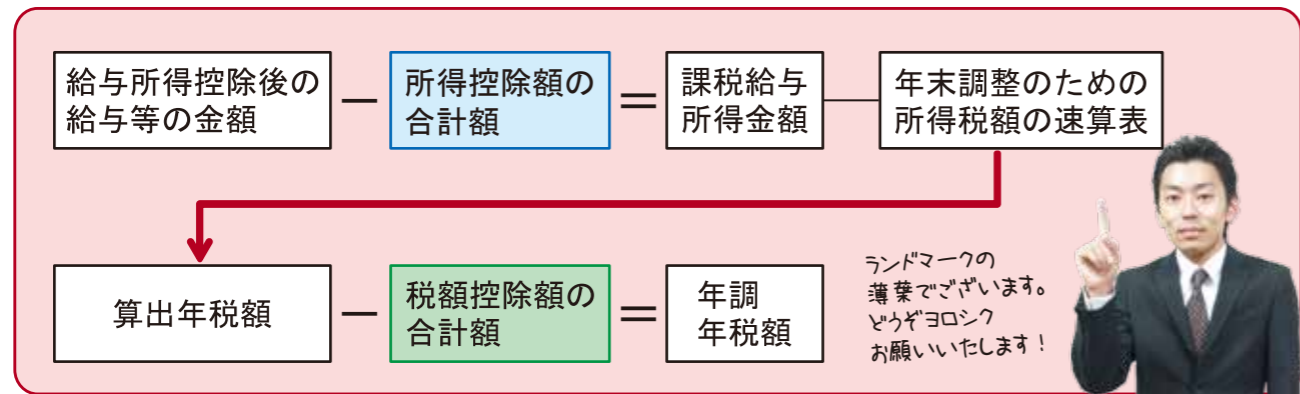 給与所得控除後の
給与等の金額
−
所得控除額の
合計額
＝
課税給与
所得金額
年末調整のための
所得税額の速算表
算出年税額
−
税額控除額の
合計額
＝
年調
年税額
ランドマークの
薄葉でございます。
どうぞヨロシク
お願いいたします！